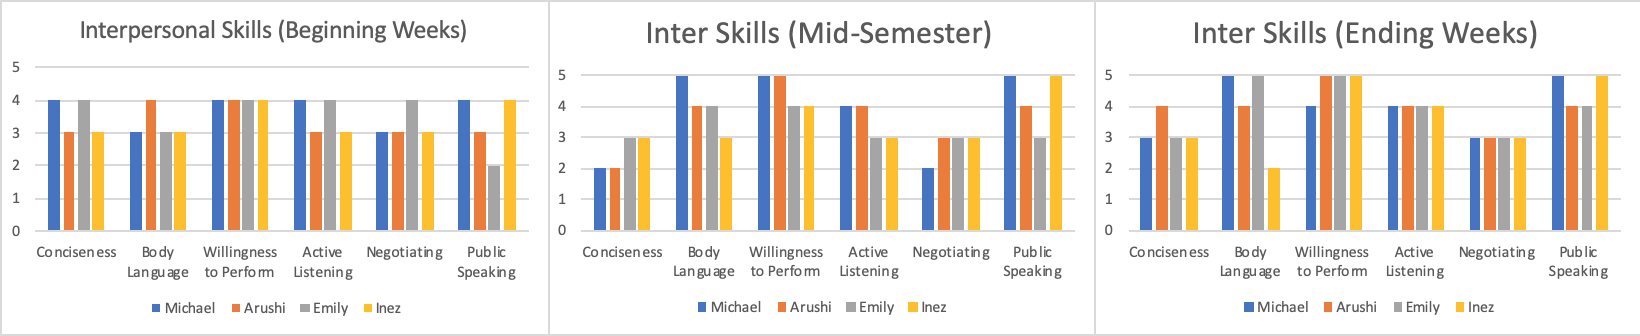 Interpersonal Skills (Beginning Weeks)
5
4
3
2
1
0
Conciseness
Body
Language
Willingness
to Perform
Active
Listening
Negotiating
Public
Speaking
Michael Arushi Emily Inez
Inter Skills (Mid-Semester)
5
4
3
2
1
0
Conciseness
Body
Language
Willingness
to Perform
Active
Listening
Negotiating
Public
Speaking
Michael Arushi Emily Inez
Inter Skills (Ending Weeks)
5
4
3
2
1
0
Conciseness
Body
Language
Willingness
to Perform
Active
Listening
Negotiating
Public
Speaking
Michael Arushi Emily Inez